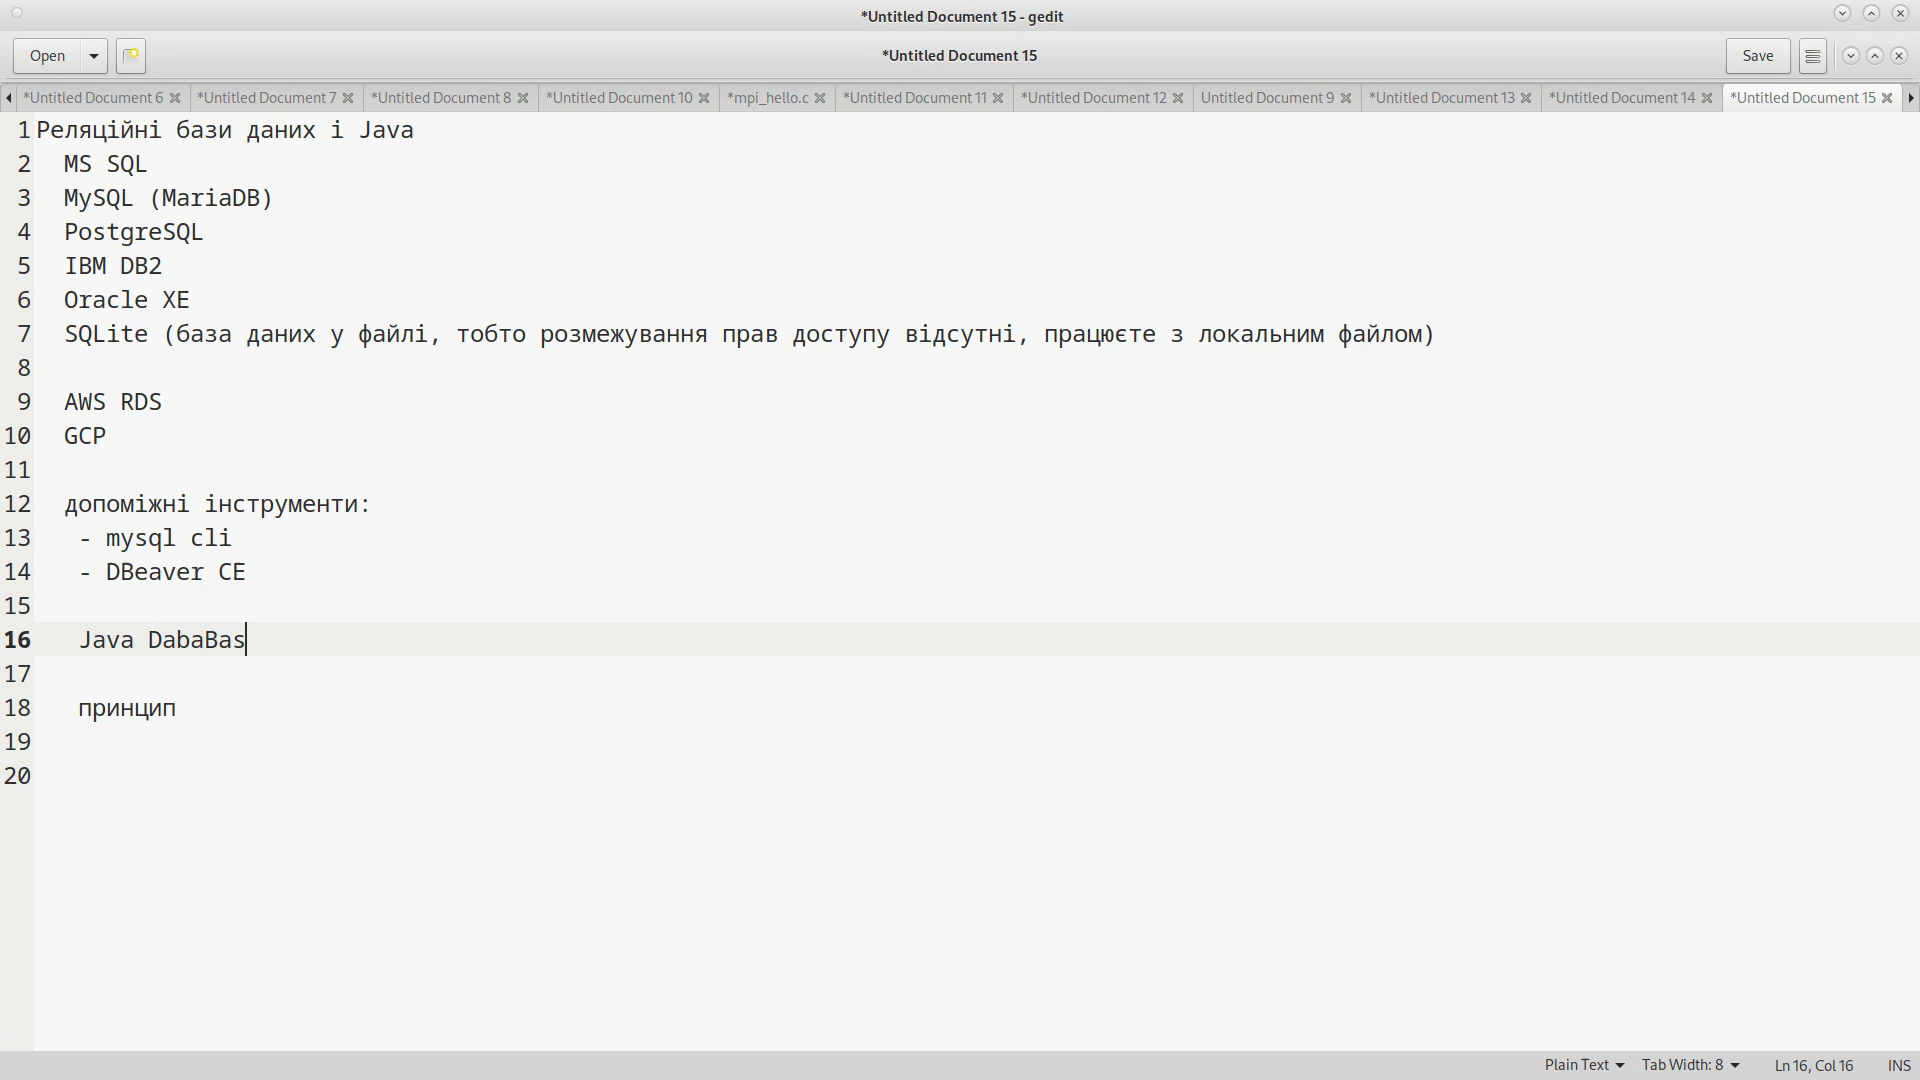 *Untitled Document 15 - gedit
Open
*Untitled Document 15
Save
*Untitled Document 6
*Untitled Document 7
*Untitled Document 8
*Untitled Document 10
*mpi_hello.c
*Untitled Document 11
*Untitled Document 12
Untitled Document 9
*Untitled Document 13
*Untitled Document 14
*Untitled Document 15
1 Реляційні бази даних і Java
2 MS SQL
3 MySQL (MariaDB)
4 PostgreSQL
5 IBM DB2
6 Oracle XE
7 SQLite (база даних у файлі, тобто розмежування прав доступу відсутні, працюєте з локальним файлом)
8
9 AWS RDS
10 GCP
11
12 допоміжні інструменти:
13 - mysql cli
14 - DBeaver CE
15
16 Java DabaBas
17
18 принцип
19
20
Plain Text
Tab Width: 8
Ln 16, Col 16
INS